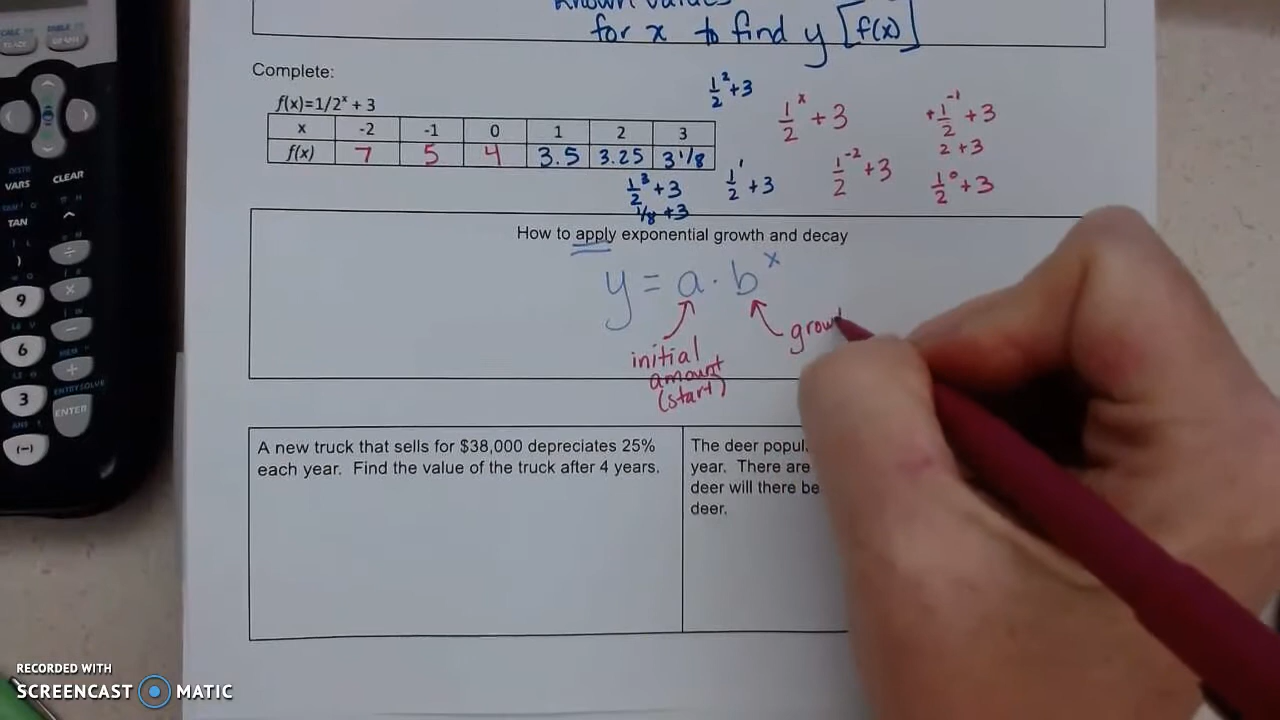 known values
for x to find y [f(x)]
Complete:
f(x)=1/2ˣ + 3
x -2 -1 0 1 2 3
f(x) 7 5 4 3.5 3.25 3 1/8
1/2² + 3
1/2ˣ + 3
1/2⁻¹ + 3
2 + 3
1/2³ + 3
1/8 + 3
1/2¹ + 3
1/2⁻² + 3
1/2⁰ + 3
How to apply exponential growth and decay
y = a · bˣ
initial
amount
(start)
grow
A new truck that sells for $38,000 depreciates 25%
each year. Find the value of the truck after 4 years.
The deer popul
year. There are
deer will there be
deer.
VARS
CLEAR
TAN
9
6
3
ENTRY SOLVE
ENTER
(-)
RECORDED WITH
SCREENCAST MATIC